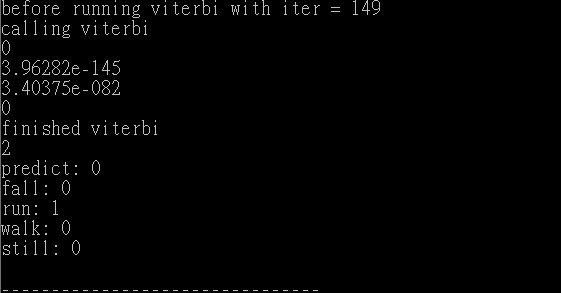 before running viterbi with iter = 149
calling viterbi
0
3.96282e-145
3.40375e-082
0
finished viterbi
2
predict: 0
fall: 0
run: 1
walk: 0
still: 0
--------------------------------